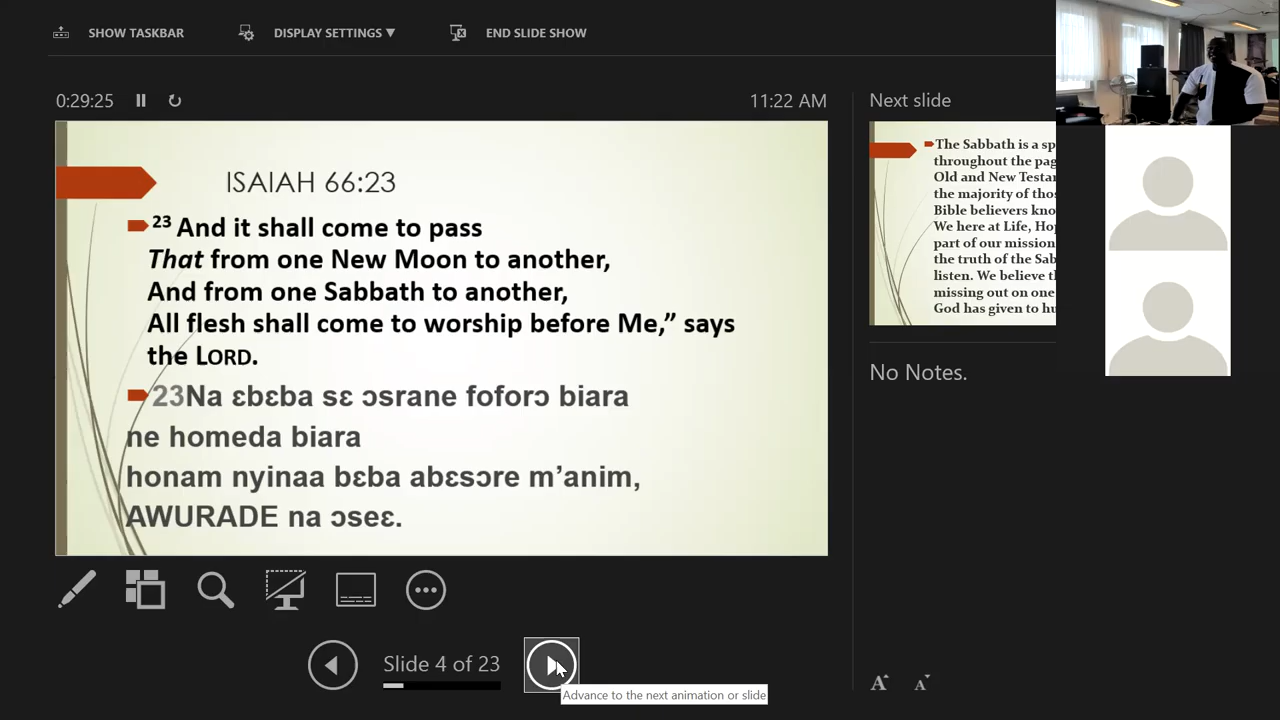 SHOW TASKBAR
DISPLAY SETTINGS ▼
END SLIDE SHOW
0:29:25
11:22 AM
ISAIAH 66:23
23 And it shall come to pass
That from one New Moon to another,
And from one Sabbath to another,
All flesh shall come to worship before Me,” says
the LORD.
23Na ɛbɛba sɛ ɔsrane foforɔ biara
ne homeda biara
honam nyinaa bɛba abɛsɔre m’anim,
AWURADE na ɔseɛ.
Next slide
The Sabbath is a sp
throughout the pag
Old and New Testar
the majority of thos
Bible believers kno
We here at Life, Hop
part of our mission
the truth of the Sab
listen. We believe th
missing out on one
God has given to hu
No Notes.
Slide 4 of 23
Advance to the next animation or slide
A A